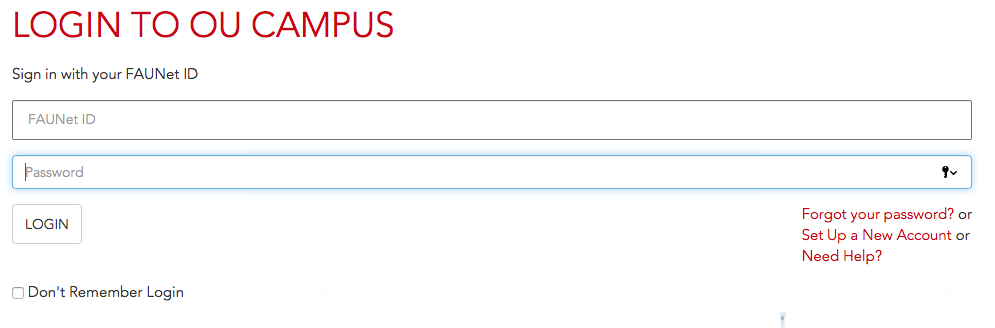 LOGIN TO OU CAMPUS
Sign in with your FAUNet ID
FAUNet ID
Password
LOGIN
Forgot your password? or
Set Up a New Account or
Need Help?
Don't Remember Login